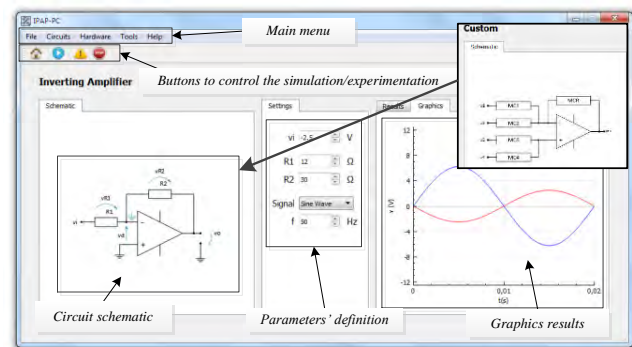 IPAP-PC
File Circuits Hardware Tools Help
Main menu
Buttons to control the simulation/experimentation
Custom
Schematic
MC1
MC2
MC3
MC4
Inverting Amplifier
Schematic
vR2
R2
vR1
R1
vi
vd
vo
Circuit schematic
Settings
vi -2,5 V
R1 12 Ω
R2 30 Ω
Signal Sine Wave
f 50 Hz
Parameters' definition
Results Graphics
12
8
4
0
-4
-8
-12
v (V)
0 0,01 0,02
t(s)
Graphics results